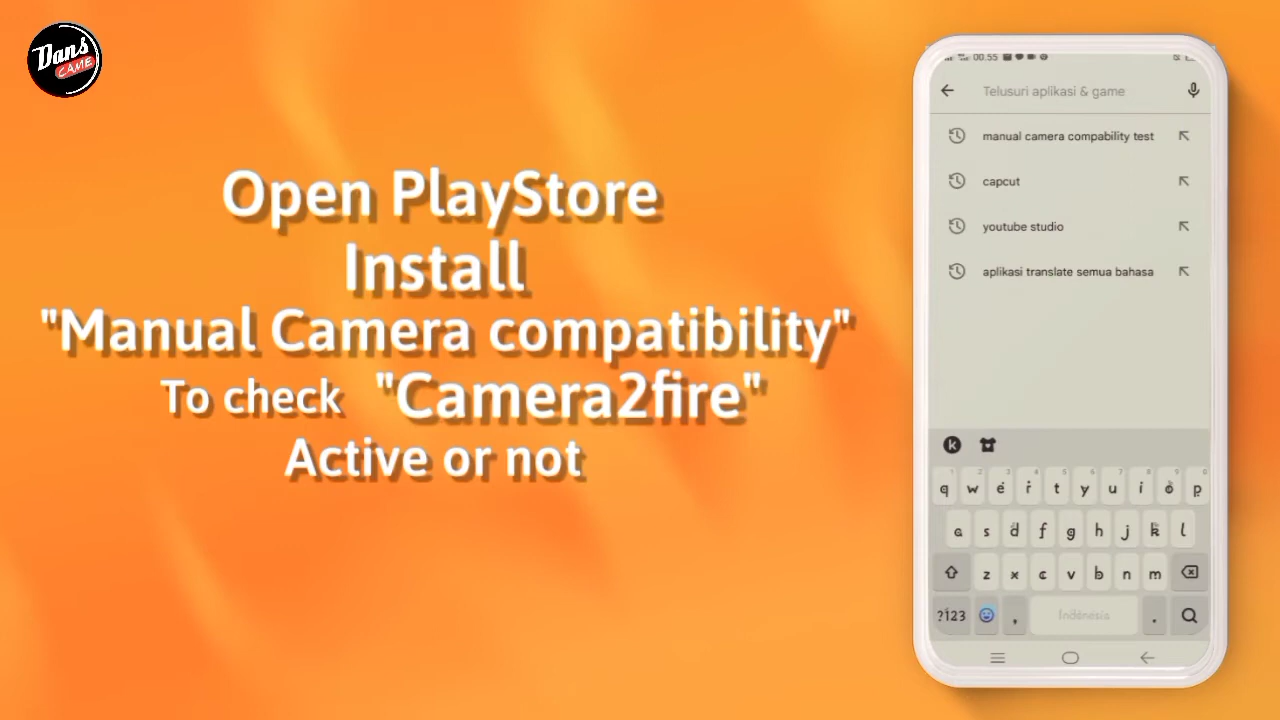 Dans
CAME
Open PlayStore
Install
"Manual Camera compatibility"
To check "Camera2fire"
Active or not
00.55
Telusuri aplikasi & game
manual camera compability test
capcut
youtube studio
aplikasi translate semua bahasa
q w e r t y u i o p
a s d f g h j k l
z x c v b n m
?123 , Indonesia .